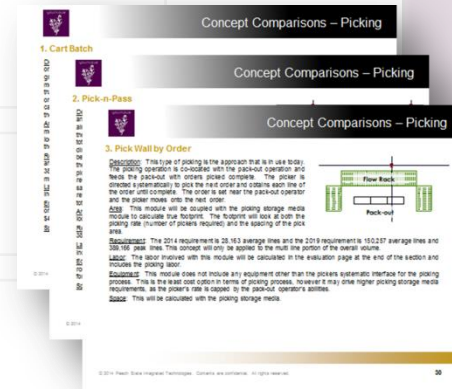 Concept Comparisons – Picking
1. Cart Batch
Concept Comparisons – Picking
2. Pick-n-Pass
Concept Comparisons – Picking
3. Pick Wall by Order
Description: This type of picking is the approach that is in use today.
The picking operation is co-located with the pack-out operation and
feeds the pack-out with orders picked complete. The picker is
directed systematically to pick the next order and obtains each line of
the order until complete. The order is set near the pack-out operator
and the picker moves onto the next order.
Area: This module will be coupled with the picking storage media
module to calculate true footprint. The footprint will look at both the
picking rate (number of pickers required) and the spacing of the pick
area.
Requirement: The 2014 requirement is 28,163 average lines and the 2019 requirement is 150,257 average lines and
359,166 peak lines. This concept will only be applied to the multi line portion of the overall volume.
Labor: The labor involved with this module will be calculated in the evaluation page at the end of the section and
includes the picking labor.
Equipment: This module does not include any equipment other than the pickers systematic interface for the picking
process. This is the least cost option in terms of picking process, however it may drive higher picking storage media
requirements, as the picker's rate is capped by the pack-out operator's abilities.
Space: This will be calculated with the picking storage media.
Flow Rack
Pack-out
© 2014
© 2014
© 2014 Peach State Integrated Technologies. Contents are confidential. All rights reserved.
30